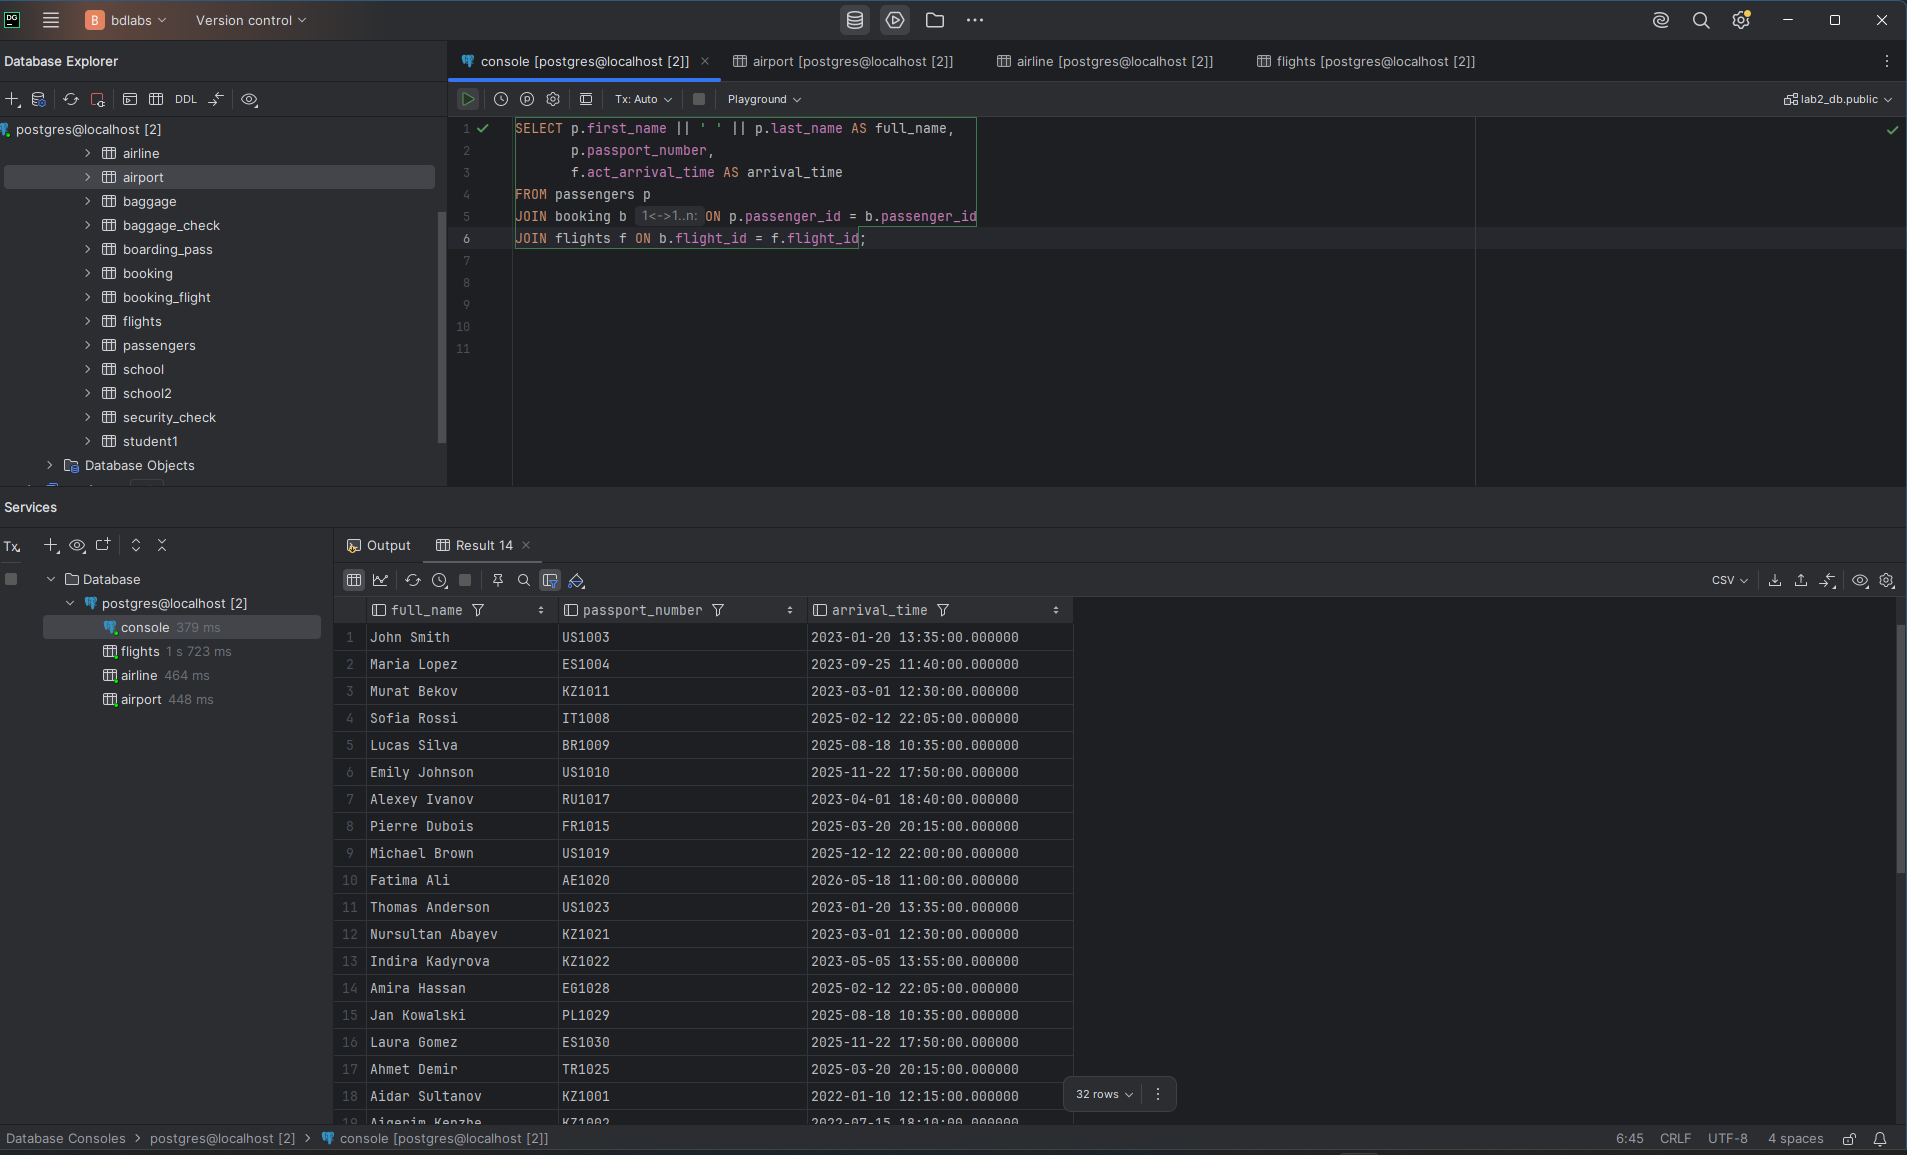 DG
B bdlabs Version control
Database Explorer
console [postgres@localhost [2]] airport [postgres@localhost [2]] airline [postgres@localhost [2]] flights [postgres@localhost [2]]
DDL
Tx: Auto Playground lab2_db.public
postgres@localhost [2]
airline
airport
baggage
baggage_check
boarding_pass
booking
booking_flight
flights
passengers
school
school2
security_check
student1
Database Objects
1 SELECT p.first_name || ' ' || p.last_name AS full_name,
2 p.passport_number,
3 f.act_arrival_time AS arrival_time
4 FROM passengers p
5 JOIN booking b 1<->1..n: ON p.passenger_id = b.passenger_id
6 JOIN flights f ON b.flight_id = f.flight_id;
7
8
9
10
11
Services
Tx
Database
postgres@localhost [2]
console 379 ms
flights 1 s 723 ms
airline 464 ms
airport 448 ms
Output Result 14
CSV
full_name passport_number arrival_time
1 John Smith US1003 2023-01-20 13:35:00.000000
2 Maria Lopez ES1004 2023-09-25 11:40:00.000000
3 Murat Bekov KZ1011 2023-03-01 12:30:00.000000
4 Sofia Rossi IT1008 2025-02-12 22:05:00.000000
5 Lucas Silva BR1009 2025-08-18 10:35:00.000000
6 Emily Johnson US1010 2025-11-22 17:50:00.000000
7 Alexey Ivanov RU1017 2023-04-01 18:40:00.000000
8 Pierre Dubois FR1015 2025-03-20 20:15:00.000000
9 Michael Brown US1019 2025-12-12 22:00:00.000000
10 Fatima Ali AE1020 2026-05-18 11:00:00.000000
11 Thomas Anderson US1023 2023-01-20 13:35:00.000000
12 Nursultan Abayev KZ1021 2023-03-01 12:30:00.000000
13 Indira Kadyrova KZ1022 2023-05-05 13:55:00.000000
14 Amira Hassan EG1028 2025-02-12 22:05:00.000000
15 Jan Kowalski PL1029 2025-08-18 10:35:00.000000
16 Laura Gomez ES1030 2025-11-22 17:50:00.000000
17 Ahmet Demir TR1025 2025-03-20 20:15:00.000000
18 Aidar Sultanov KZ1001 2022-01-10 12:15:00.000000
19 Aigerim Kenzhe KZ1002 2022-07-15 18:10:00.000000
32 rows
Database Consoles > postgres@localhost [2] > console [postgres@localhost [2]]
6:45 CRLF UTF-8 4 spaces